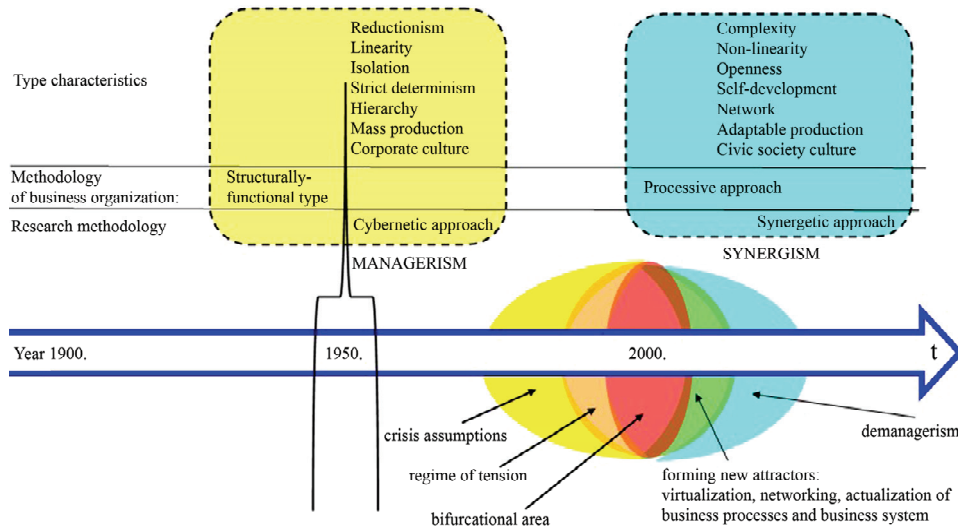 Reductionism
Linearity
Isolation
Strict determinism
Hierarchy
Mass production
Corporate culture
Complexity
Non-linearity
Openness
Self-development
Network
Adaptable production
Civic society culture
Type characteristics
Methodology
of business organization:
Structurally-
functional type
Processive approach
Research methodology
Cybernetic approach
Synergetic approach
MANAGERISM
SYNERGISM
Year 1900.
1950.
2000.
t
crisis assumptions
regime of tension
bifurcational area
forming new attractors:
virtualization, networking, actualization of
business processes and business system
demanagerism